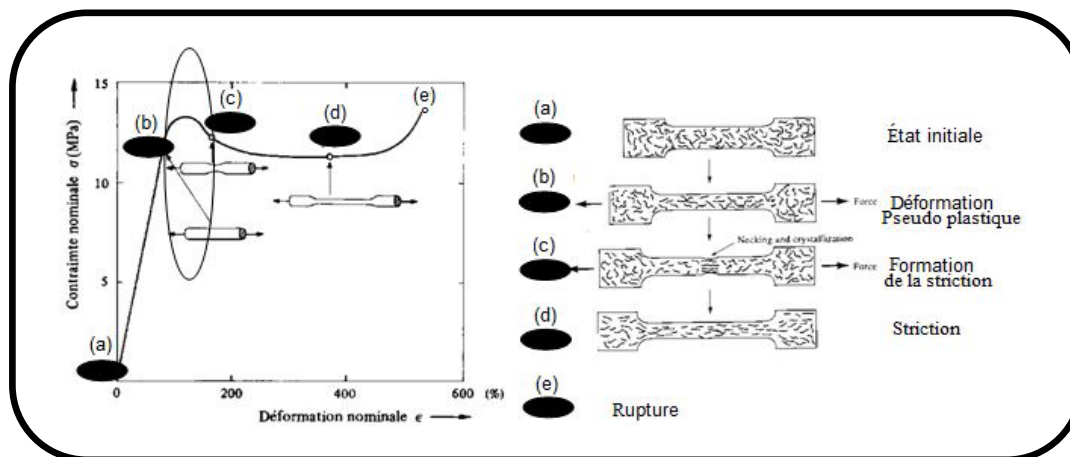 15
10
5
0
200
400
600
(%)
Contrainte nominale σ (MPa)
Déformation nominale ϵ
(a)
(b)
(c)
(d)
(e)
(a)
État initiale
(b)
Force
Déformation
Pseudo plastique
Necking and crystallization
(c)
Force
Formation
de la striction
(d)
Striction
(e)
Rupture